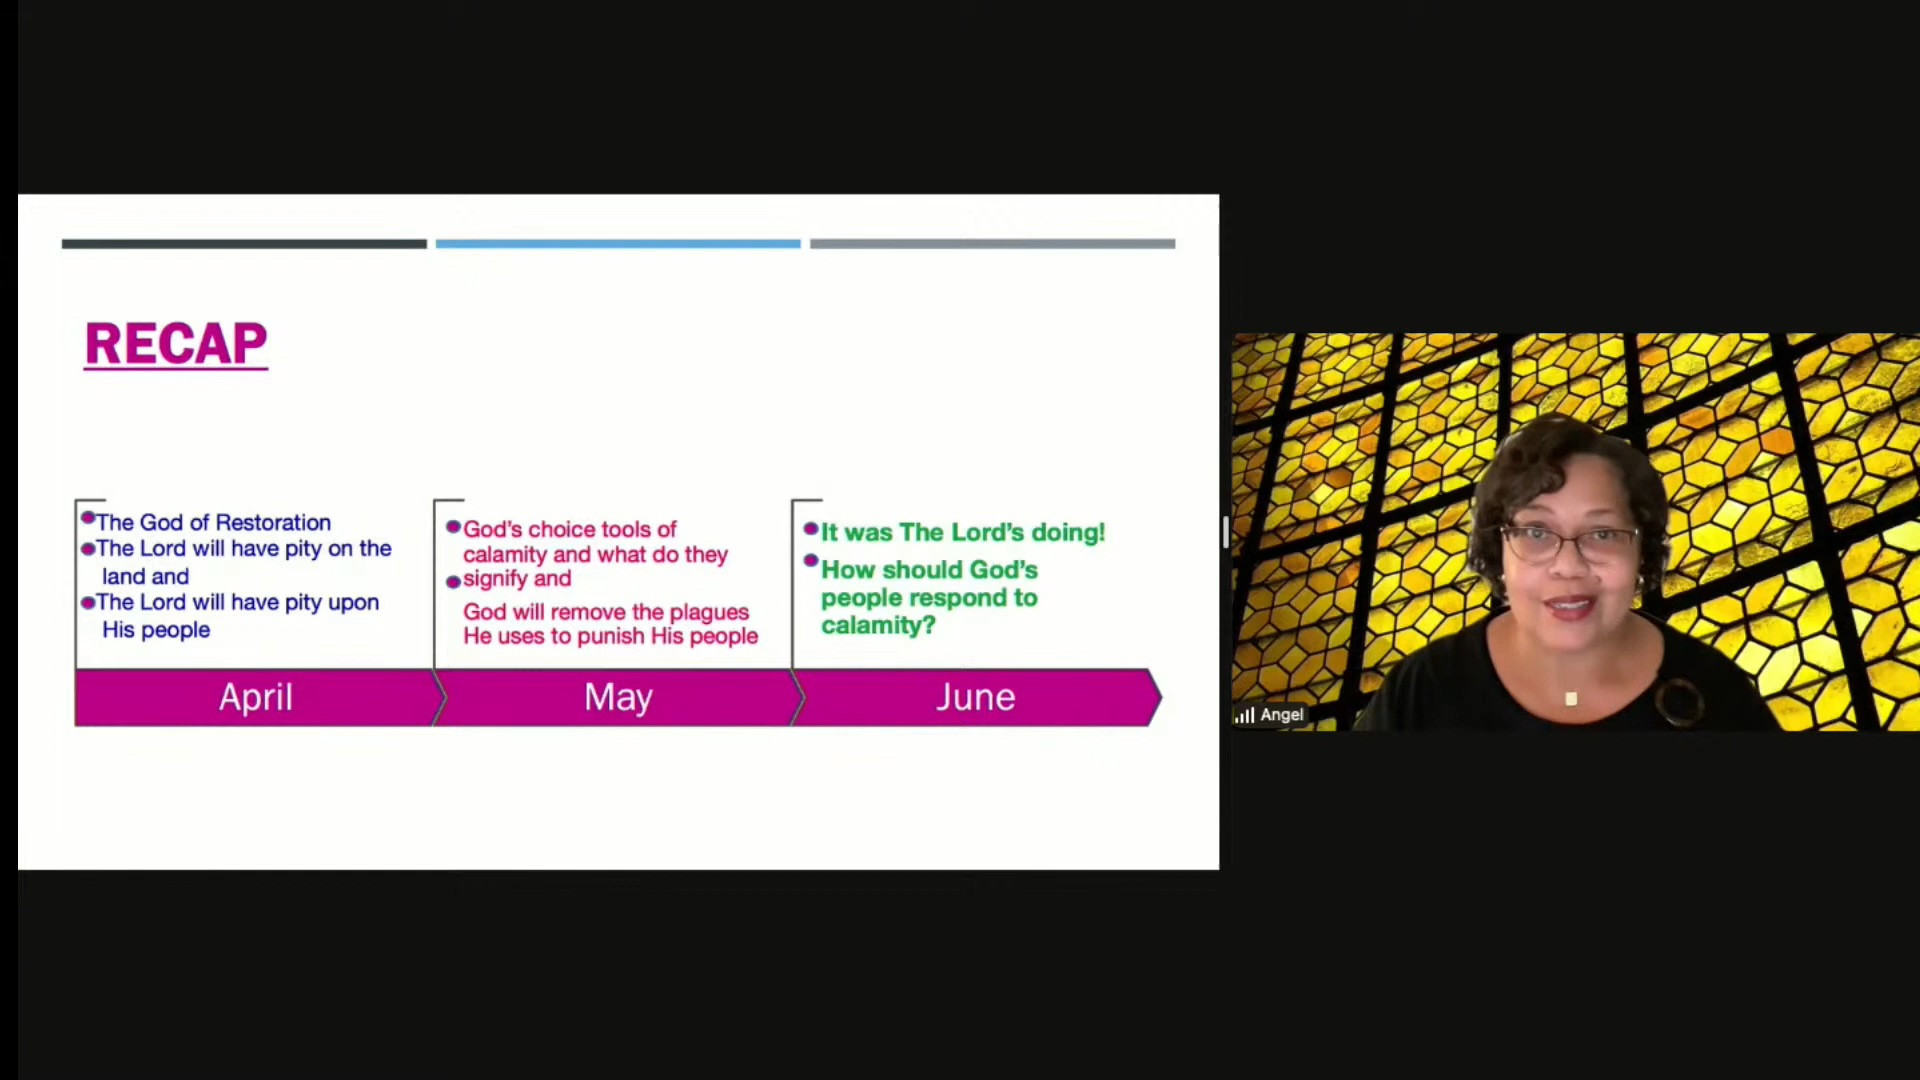 RECAP
The God of Restoration
The Lord will have pity on the
land and
The Lord will have pity upon
His people
God's choice tools of
calamity and what do they
signify and
God will remove the plagues
He uses to punish His people
It was The Lord's doing!
How should God's
people respond to
calamity?
April
May
June
Angel